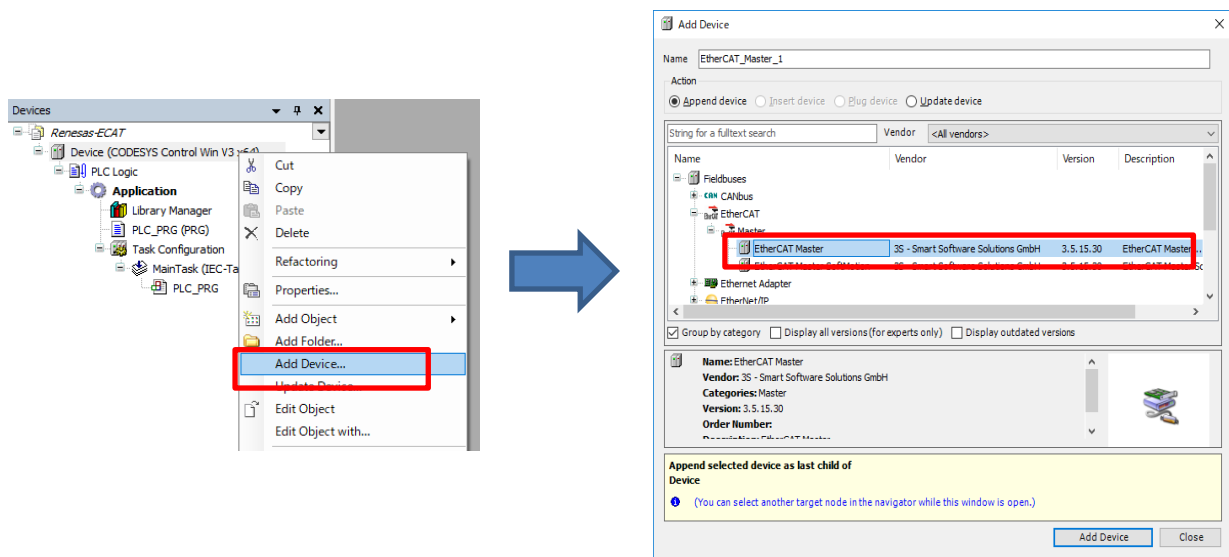 Devices
Renesas-ECAT
Device (CODESYS Control Win V3 x64)
PLC Logic
Application
Library Manager
PLC_PRG (PRG)
Task Configuration
MainTask (IEC-Ta
PLC_PRG
Cut
Copy
Paste
Delete
Refactoring
Properties...
Add Object
Add Folder...
Add Device...
Update Device...
Edit Object
Edit Object with...
Add Device
Name EtherCAT_Master_1
Action
Append device Insert device Plug device Update device
String for a fulltext search Vendor <All vendors>
Name Vendor Version Description
Fieldbuses
CAN CANbus
EtherCAT
Master
EtherCAT Master 3S - Smart Software Solutions GmbH 3.5.15.30 EtherCAT Master...
EtherCAT Master SoftMotion 3S - Smart Software Solutions GmbH 3.5.15.30 EtherCAT Master So
Ethernet Adapter
EtherNet/IP
Group by category Display all versions (for experts only) Display outdated versions
Name: EtherCAT Master
Vendor: 3S - Smart Software Solutions GmbH
Categories: Master
Version: 3.5.15.30
Order Number:
Description: EtherCAT Master
Append selected device as last child of
Device
(You can select another target node in the navigator while this window is open.)
Add Device Close